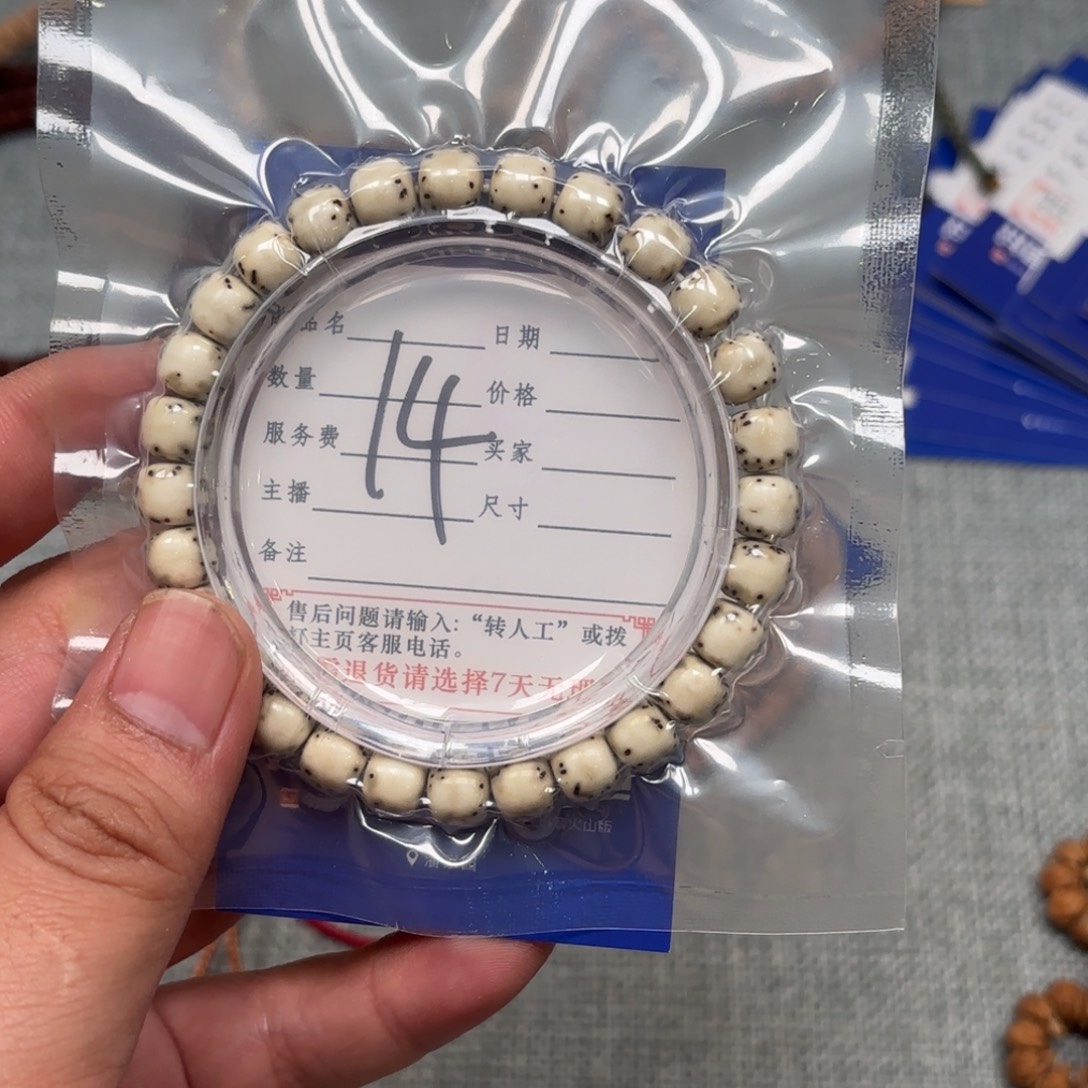 品名 日期
数量 价格
服务费 买家
主播 尺寸
备注
14
售后问题请输入:“转人工”或拨
打主页客服电话。
退货请选择7天无理